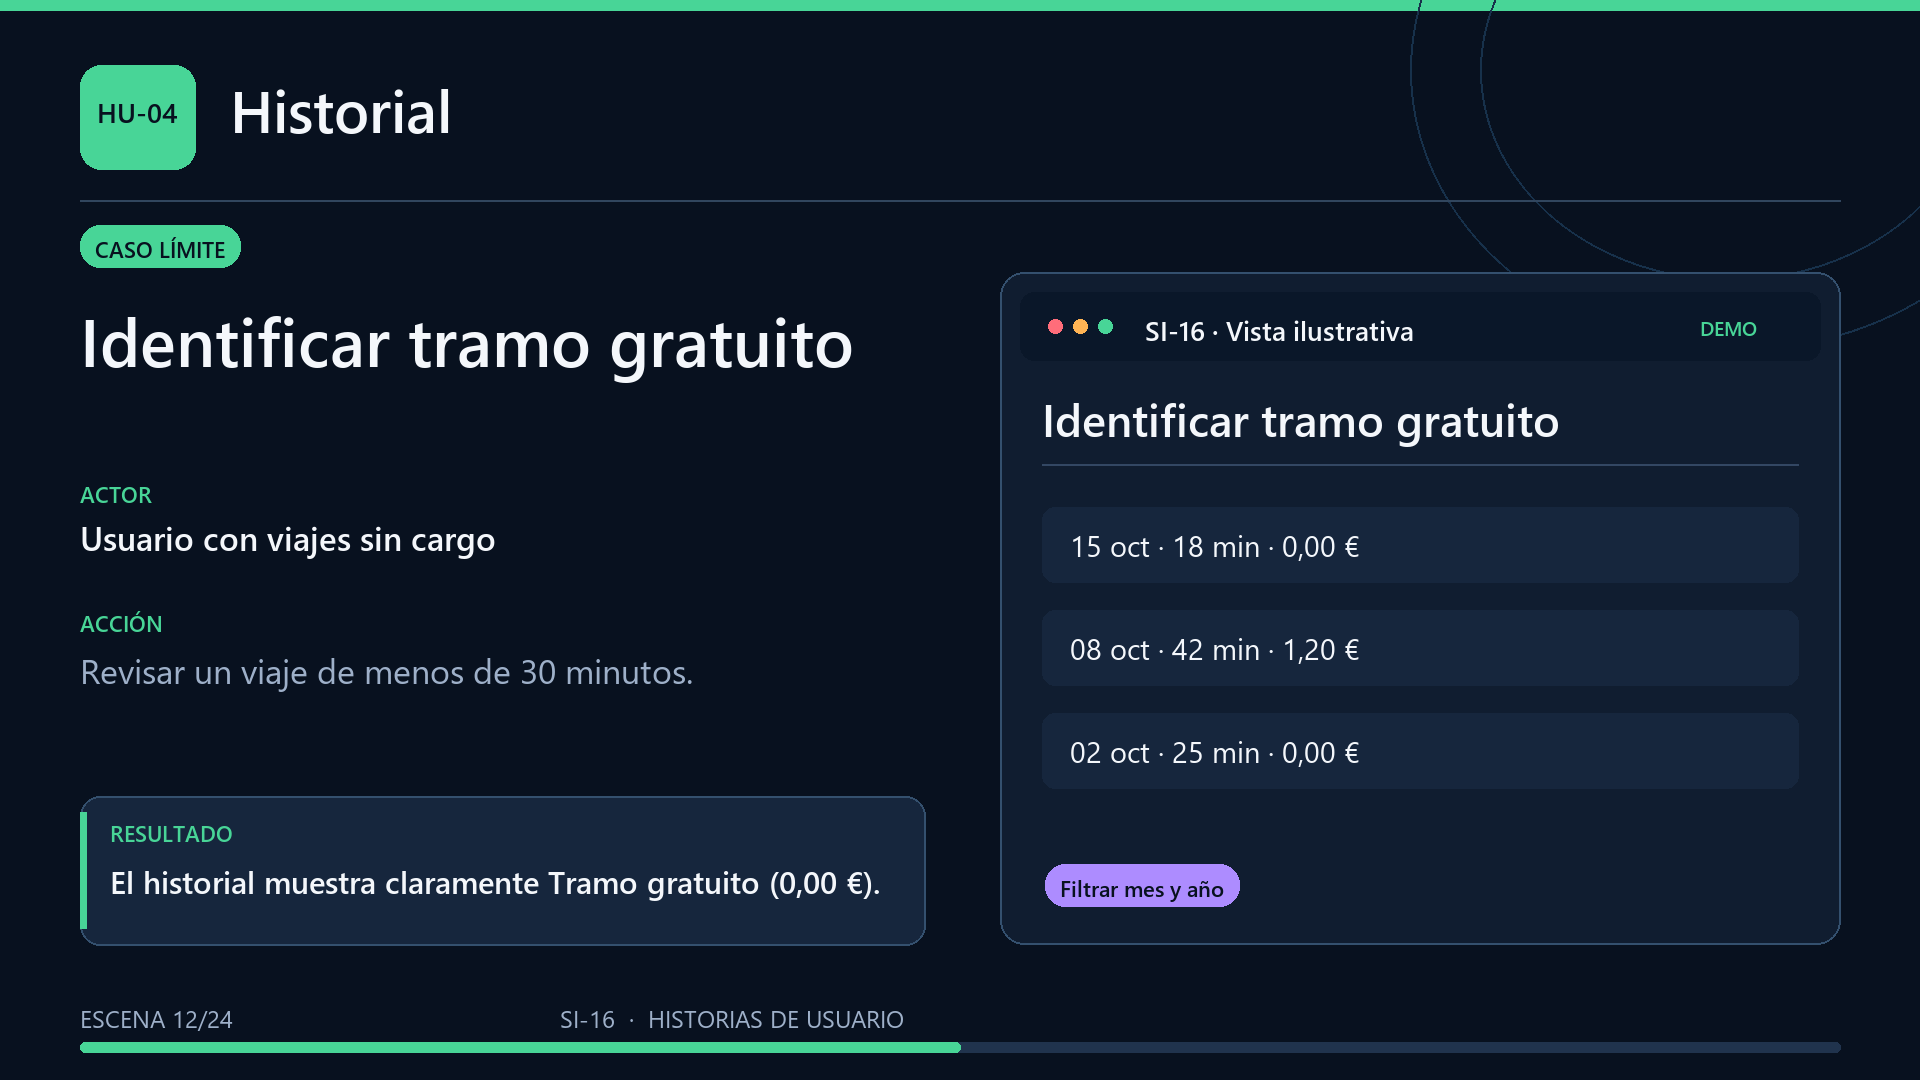 HU-04
Historial
CASO LÍMITE
Identificar tramo gratuito
ACTOR
Usuario con viajes sin cargo
ACCIÓN
Revisar un viaje de menos de 30 minutos.
RESULTADO
El historial muestra claramente Tramo gratuito (0,00 €).
SI-16 · Vista ilustrativa
DEMO
Identificar tramo gratuito
15 oct · 18 min · 0,00 €
08 oct · 42 min · 1,20 €
02 oct · 25 min · 0,00 €
Filtrar mes y año
ESCENA 12/24
SI-16 · HISTORIAS DE USUARIO